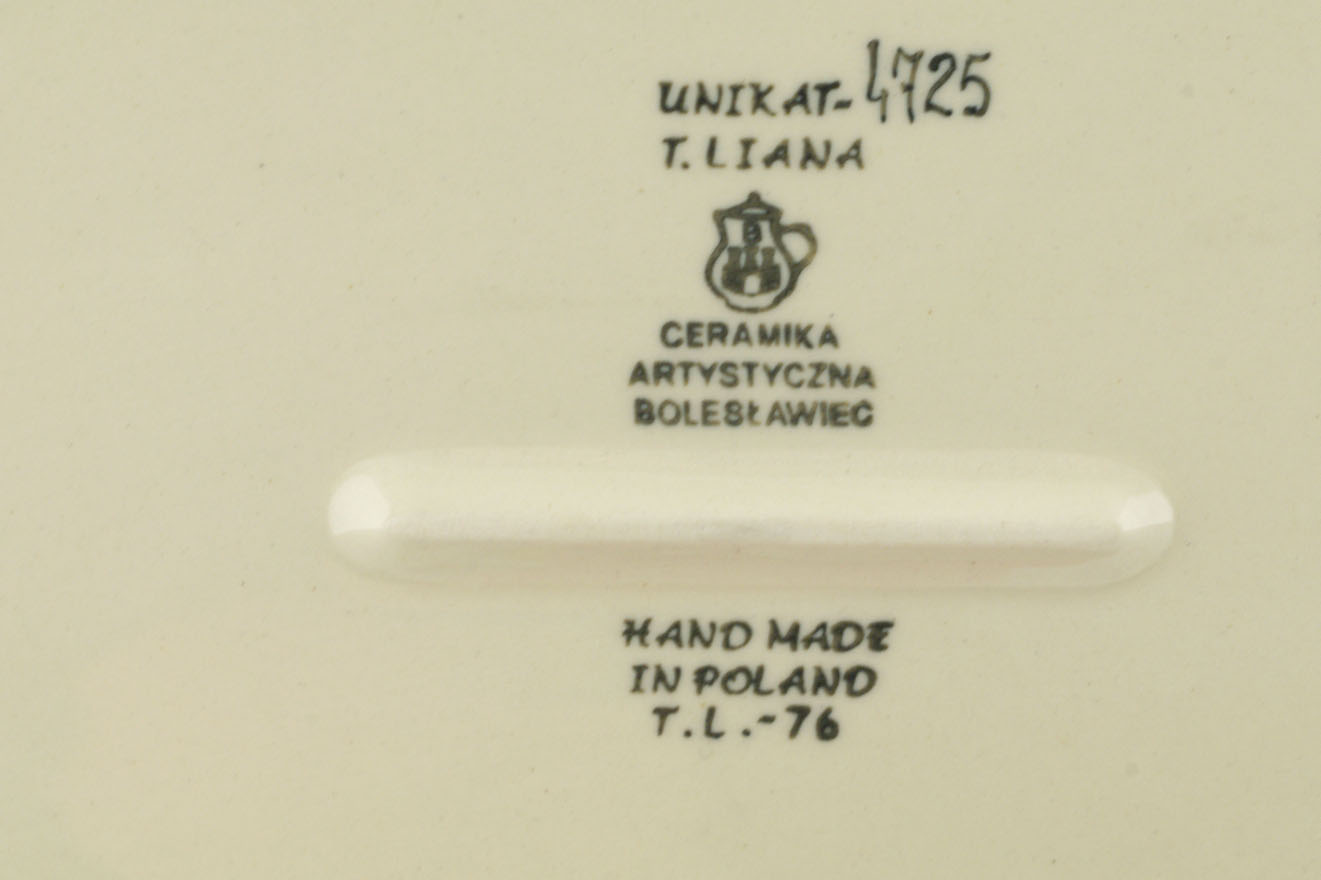 UNIKAT-4725
T. LIANA
B
CERAMIKA
ARTYSTYCZNA
BOLESŁAWIEC
HAND MADE
IN POLAND
T.L.-76